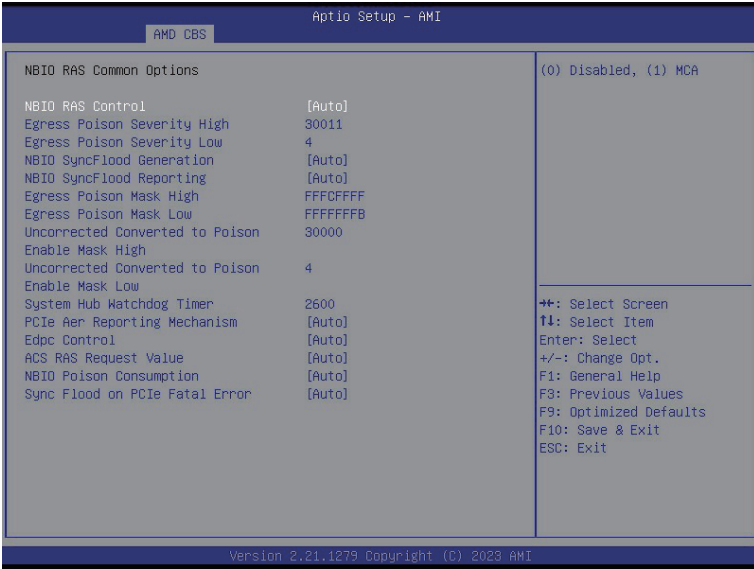 Aptio Setup – AMI
AMD CBS
NBIO RAS Common Options
(0) Disabled, (1) MCA
NBIO RAS Control [Auto]
Egress Poison Severity High 30011
Egress Poison Severity Low 4
NBIO SyncFlood Generation [Auto]
NBIO SyncFlood Reporting [Auto]
Egress Poison Mask High FFFCFFFF
Egress Poison Mask Low FFFFFFFB
Uncorrected Converted to Poison 30000
Enable Mask High
Uncorrected Converted to Poison 4
Enable Mask Low
System Hub Watchdog Timer 2600
PCIe Aer Reporting Mechanism [Auto]
Edpc Control [Auto]
ACS RAS Request Value [Auto]
NBIO Poison Consumption [Auto]
Sync Flood on PCIe Fatal Error [Auto]
→←: Select Screen
↑↓: Select Item
Enter: Select
+/-: Change Opt.
F1: General Help
F3: Previous Values
F9: Optimized Defaults
F10: Save & Exit
ESC: Exit
Version 2.21.1279 Copyright (C) 2023 AMI